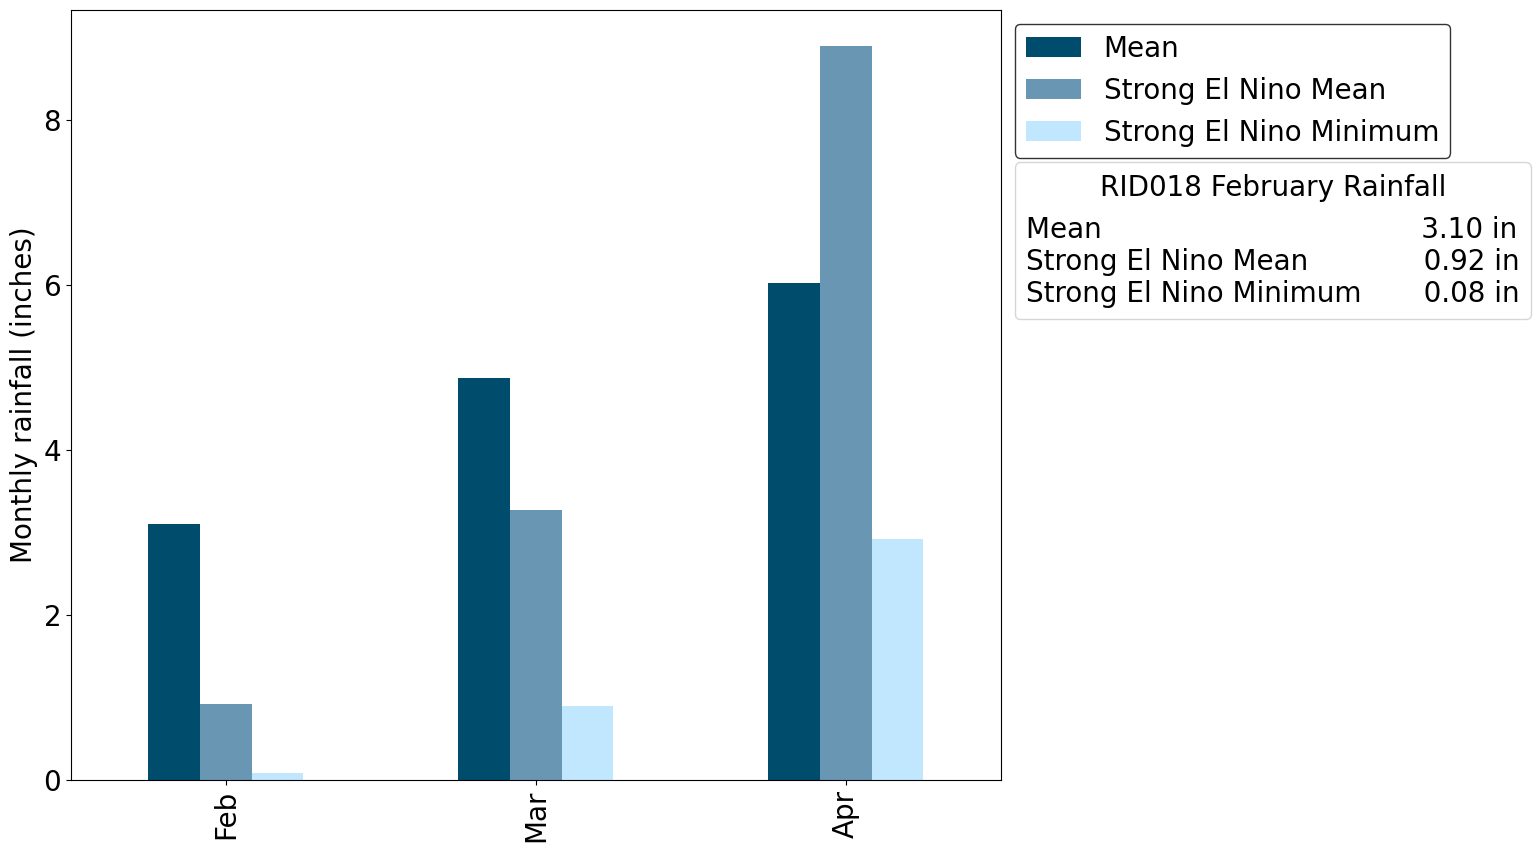 Monthly rainfall (inches)
8
6
4
2
0
Feb
Mar
Apr
Mean
Strong El Nino Mean
Strong El Nino Minimum
RID018 February Rainfall
Mean 3.10 in
Strong El Nino Mean 0.92 in
Strong El Nino Minimum 0.08 in